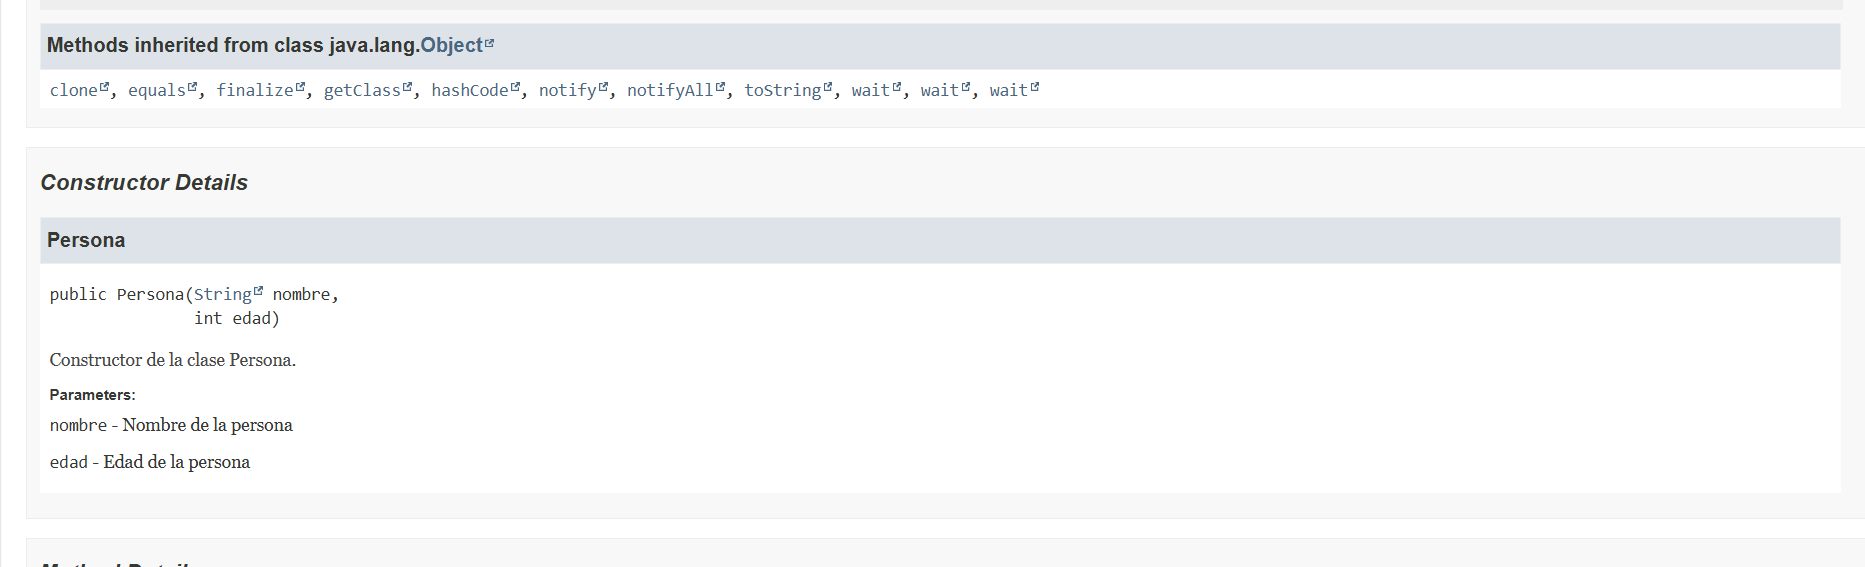 Methods inherited from class java.lang.Object
clone, equals, finalize, getClass, hashCode, notify, notifyAll, toString, wait, wait, wait
Constructor Details
Persona
public Persona(String nombre,
int edad)
Constructor de la clase Persona.
Parameters:
nombre - Nombre de la persona
edad - Edad de la persona